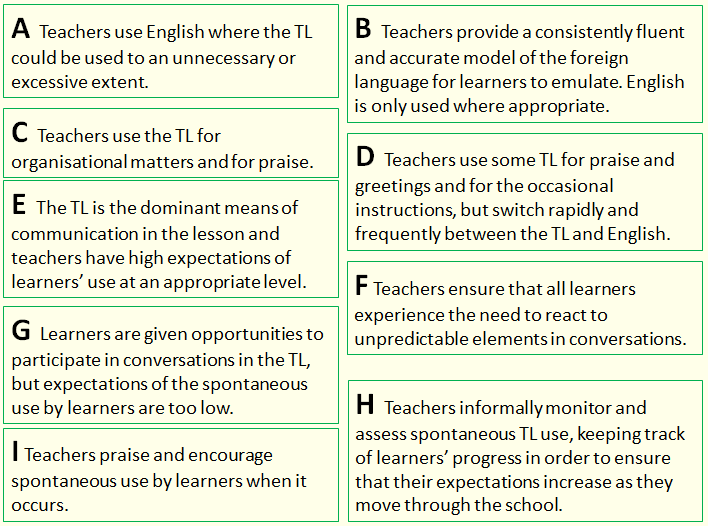 A Teachers use English where the TL
could be used to an unnecessary or
excessive extent.
B Teachers provide a consistently fluent
and accurate model of the foreign
language for learners to emulate. English
is only used where appropriate.
C Teachers use the TL for
organisational matters and for praise.
D Teachers use some TL for praise and
greetings and for the occasional
instructions, but switch rapidly and
frequently between the TL and English.
E The TL is the dominant means of
communication in the lesson and
teachers have high expectations of
learners’ use at an appropriate level.
F Teachers ensure that all learners
experience the need to react to
unpredictable elements in conversations.
G Learners are given opportunities to
participate in conversations in the TL,
but expectations of the spontaneous
use by learners are too low.
H Teachers informally monitor and
assess spontaneous TL use, keeping track
of learners’ progress in order to ensure
that their expectations increase as they
move through the school.
I Teachers praise and encourage
spontaneous use by learners when it
occurs.